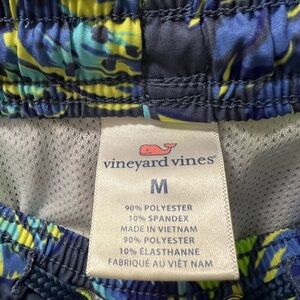 vineyard vines®
M
90% POLYESTER
10% SPANDEX
MADE IN VIETNAM
90% POLYESTER
10% ÉLASTHANNE
FABRIQUÉ AU VIÊT NAM